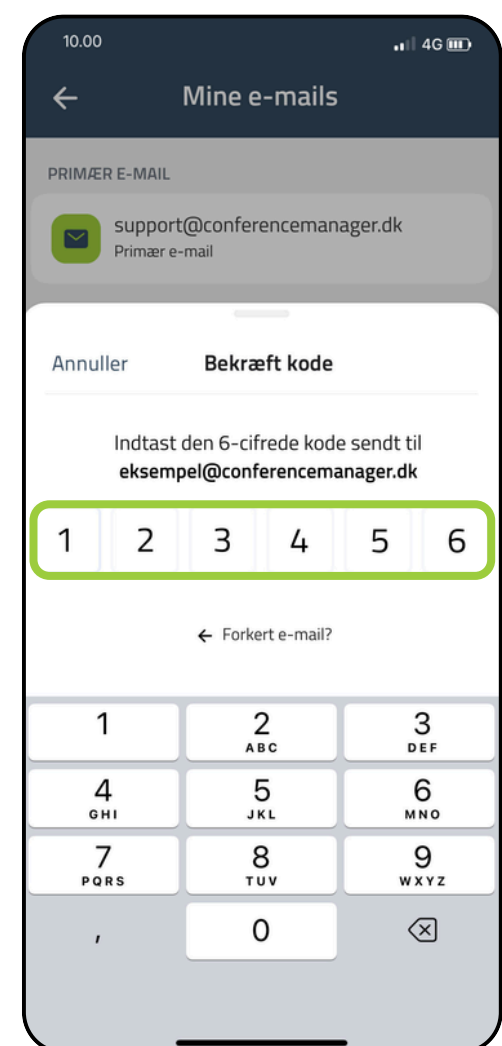 10.00 4G
Mine e-mails
PRIMÆR E-MAIL
support@conferencemanager.dk
Primær e-mail
Annuller Bekræft kode
Indtast den 6-cifrede kode sendt til
eksempel@conferencemanager.dk
1 2 3 4 5 6
← Forkert e-mail?
1 2 3
ABC DEF
4 5 6
GHI JKL MNO
7 8 9
PQRS TUV WXYZ
, 0